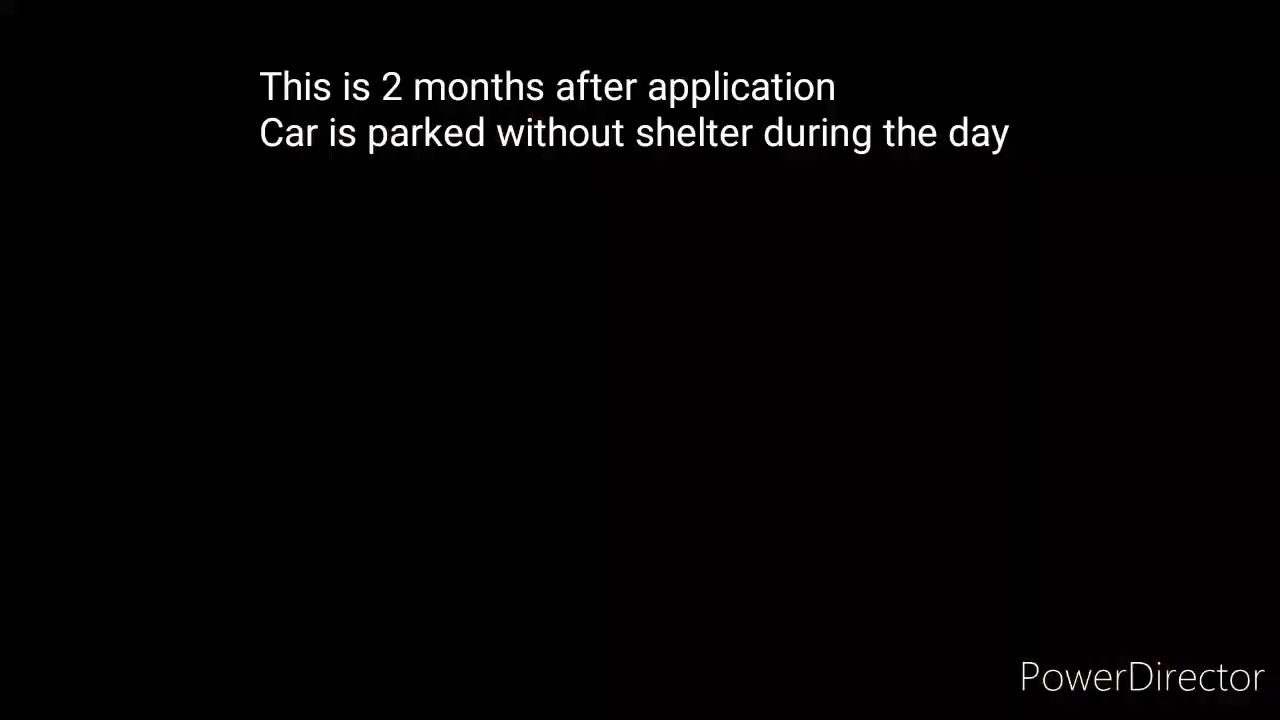 This is 2 months after application
Car is parked without shelter during the day
PowerDirector